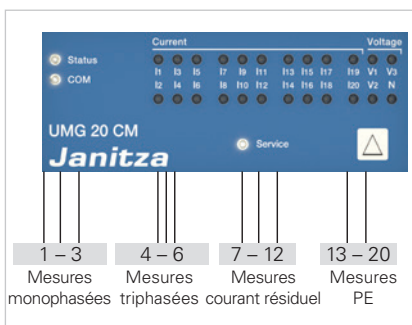 Current Voltage
Status
COM
I1 I3 I5 I7 I9 I11 I13 I15 I17 I19 V1 V3
I2 I4 I6 I8 I10 I12 I14 I16 I18 I20 V2 N
UMG 20 CM
Janitza
Service
1 – 3 4 – 6 7 – 12 13 – 20
Mesures Mesures Mesures Mesures
monophasées triphasées courant résiduel PE